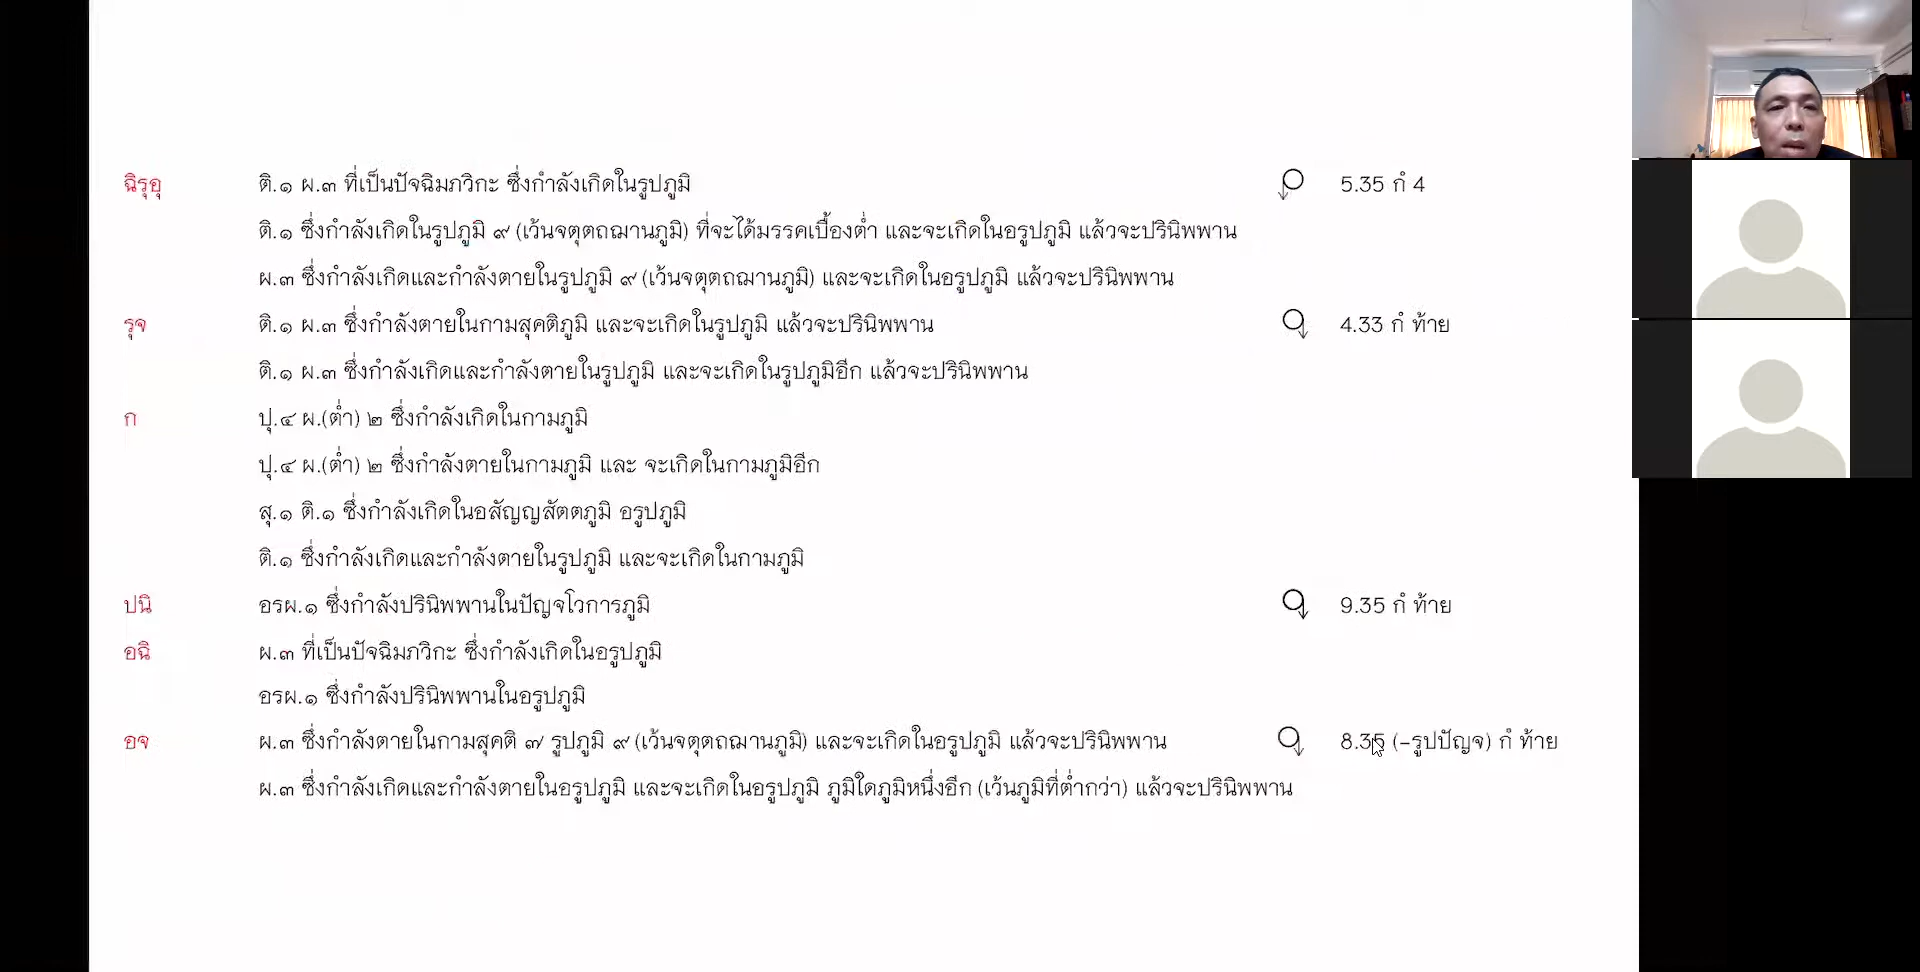 ฉิรุอุ ติ.๑ ผ.๓ ที่เป็นปัจฉิมภวิกะ ซึ่งกำลังเกิดในรูปภูมิ 5.35 กํ 4
ติ.๑ ซึ่งกำลังเกิดในรูปภูมิ ๙ (เว้นจตุตถฌานภูมิ) ที่จะได้มรรคเบื้องต่ำ และจะเกิดในอรูปภูมิ แล้วจะปรินิพพาน
ผ.๓ ซึ่งกำลังเกิดและกำลังตายในรูปภูมิ ๙ (เว้นจตุตถฌานภูมิ) และจะเกิดในอรูปภูมิ แล้วจะปรินิพพาน
รุจ ติ.๑ ผ.๓ ซึ่งกำลังตายในกามสุคติภูมิ และจะเกิดในรูปภูมิ แล้วจะปรินิพพาน 4.33 กํ ท้าย
ติ.๑ ผ.๓ ซึ่งกำลังเกิดและกำลังตายในรูปภูมิ และจะเกิดในรูปภูมิอีก แล้วจะปรินิพพาน
ก ปุ.๔ ผ.(ต่ำ) ๒ ซึ่งกำลังเกิดในกามภูมิ
ปุ.๔ ผ.(ต่ำ) ๒ ซึ่งกำลังตายในกามภูมิ และ จะเกิดในกามภูมิอีก
สุ.๑ ติ.๑ ซึ่งกำลังเกิดในอสัญญสัตตภูมิ อรูปภูมิ
ติ.๑ ซึ่งกำลังเกิดและกำลังตายในรูปภูมิ และจะเกิดในกามภูมิ
ปนิ อรผ.๑ ซึ่งกำลังปรินิพพานในปัญจโวการภูมิ 9.35 กํ ท้าย
อฉิ ผ.๓ ที่เป็นปัจฉิมภวิกะ ซึ่งกำลังเกิดในอรูปภูมิ
อรผ.๑ ซึ่งกำลังปรินิพพานในอรูปภูมิ
อจ ผ.๓ ซึ่งกำลังตายในกามสุคติ ๗ รูปภูมิ ๙ (เว้นจตุตถฌานภูมิ) และจะเกิดในอรูปภูมิ แล้วจะปรินิพพาน 8.35 (-รูปปัญจ) กํ ท้าย
ผ.๓ ซึ่งกำลังเกิดและกำลังตายในอรูปภูมิ และจะเกิดในอรูปภูมิ ภูมิใดภูมิหนึ่งอีก (เว้นภูมิที่ต่ำกว่า) แล้วจะปรินิพพาน